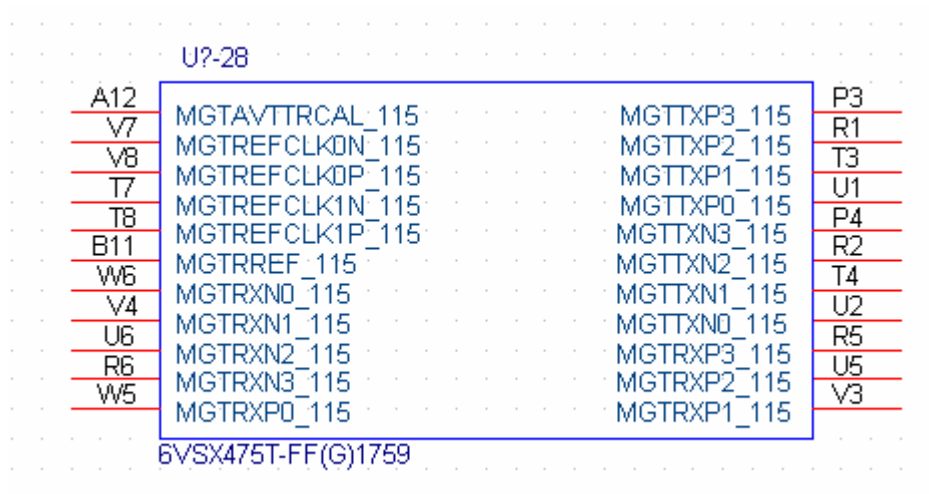 U?-28
A12 MGTAVTTRCAL_115 MGTTXP3_115 P3
V7 MGTREFCLK0N_115 MGTTXP2_115 R1
V8 MGTREFCLK0P_115 MGTTXP1_115 T3
T7 MGTREFCLK1N_115 MGTTXP0_115 U1
T8 MGTREFCLK1P_115 MGTTXN3_115 P4
B11 MGTRREF_115 MGTTXN2_115 R2
W6 MGTRXN0_115 MGTTXN1_115 T4
V4 MGTRXN1_115 MGTTXN0_115 U2
U6 MGTRXN2_115 MGTRXP3_115 R5
R6 MGTRXN3_115 MGTRXP2_115 U5
W5 MGTRXP0_115 MGTRXP1_115 V3
6VSX475T-FF(G)1759